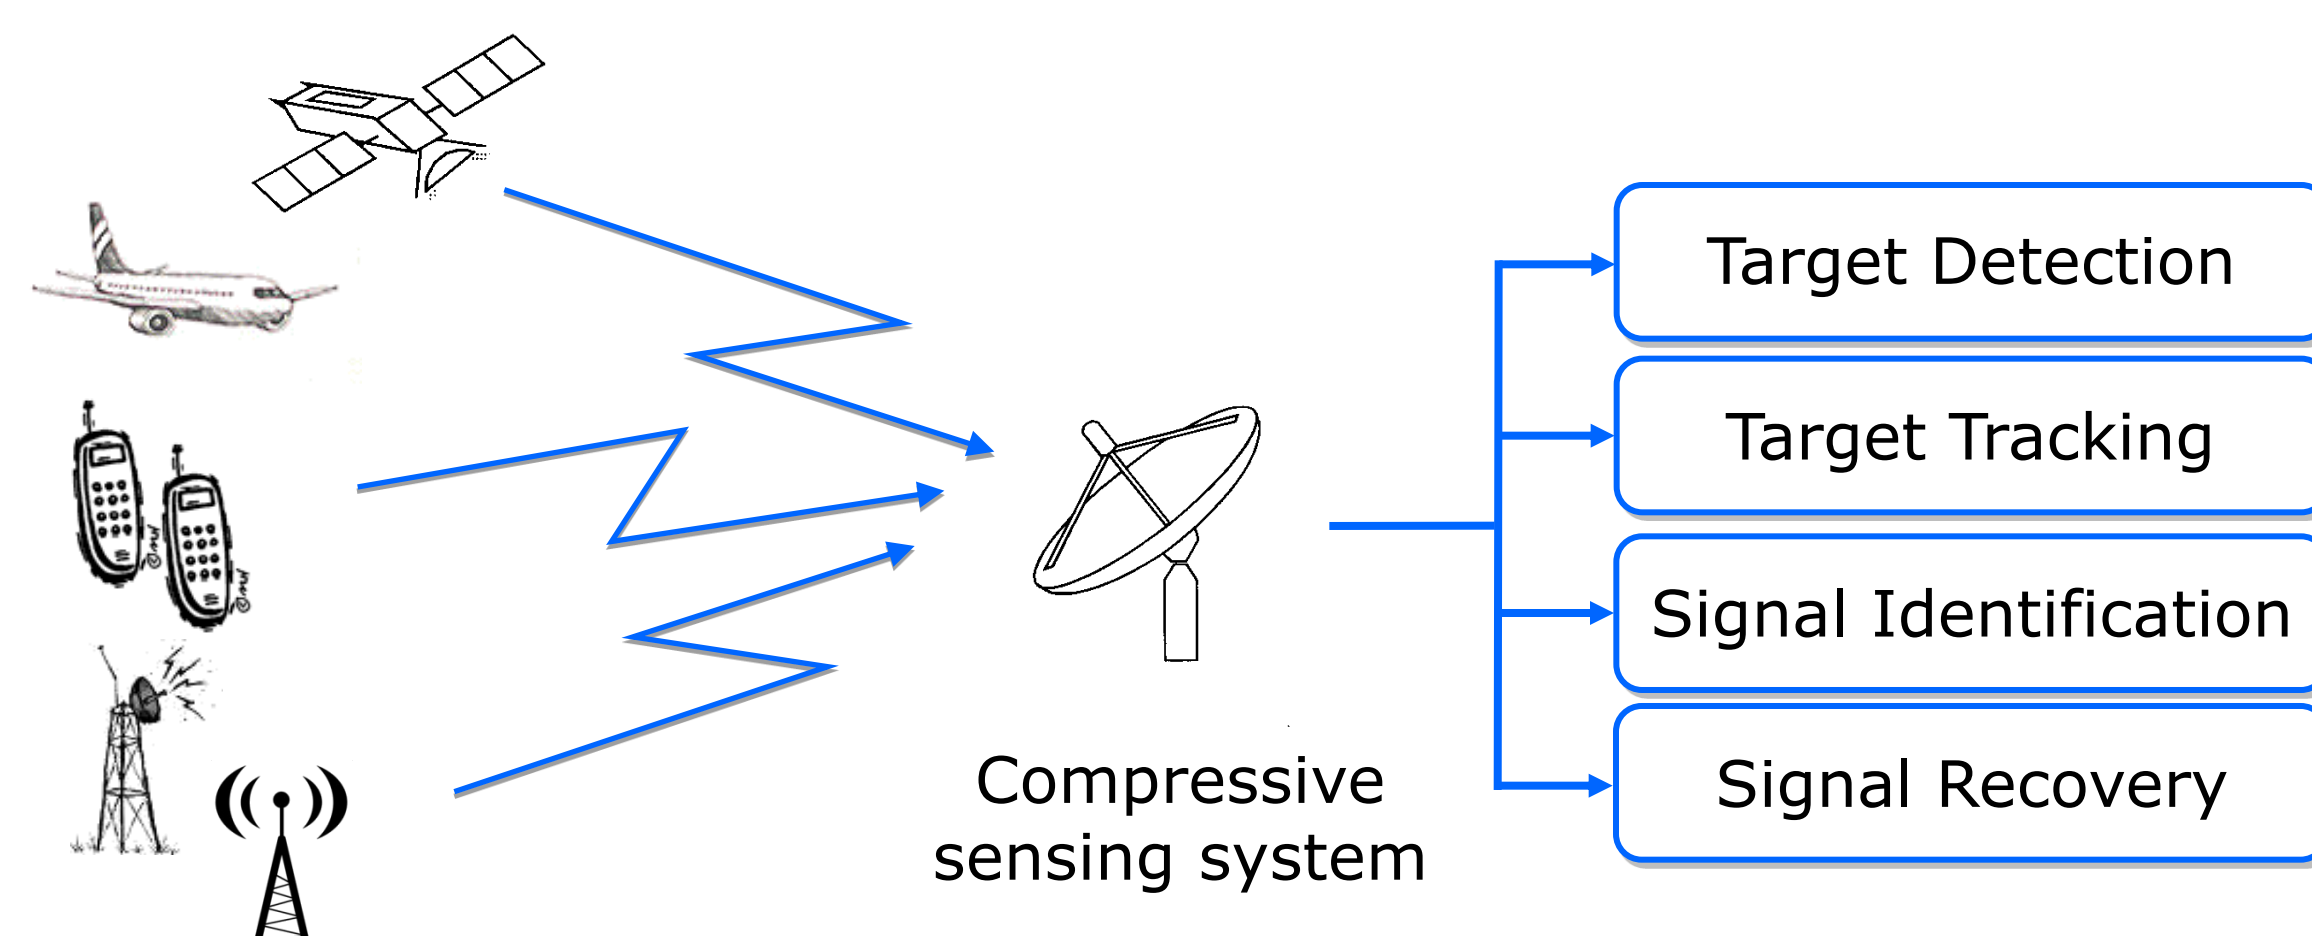 Target Detection
Target Tracking
Signal Identification
Signal Recovery
Compressive
sensing system